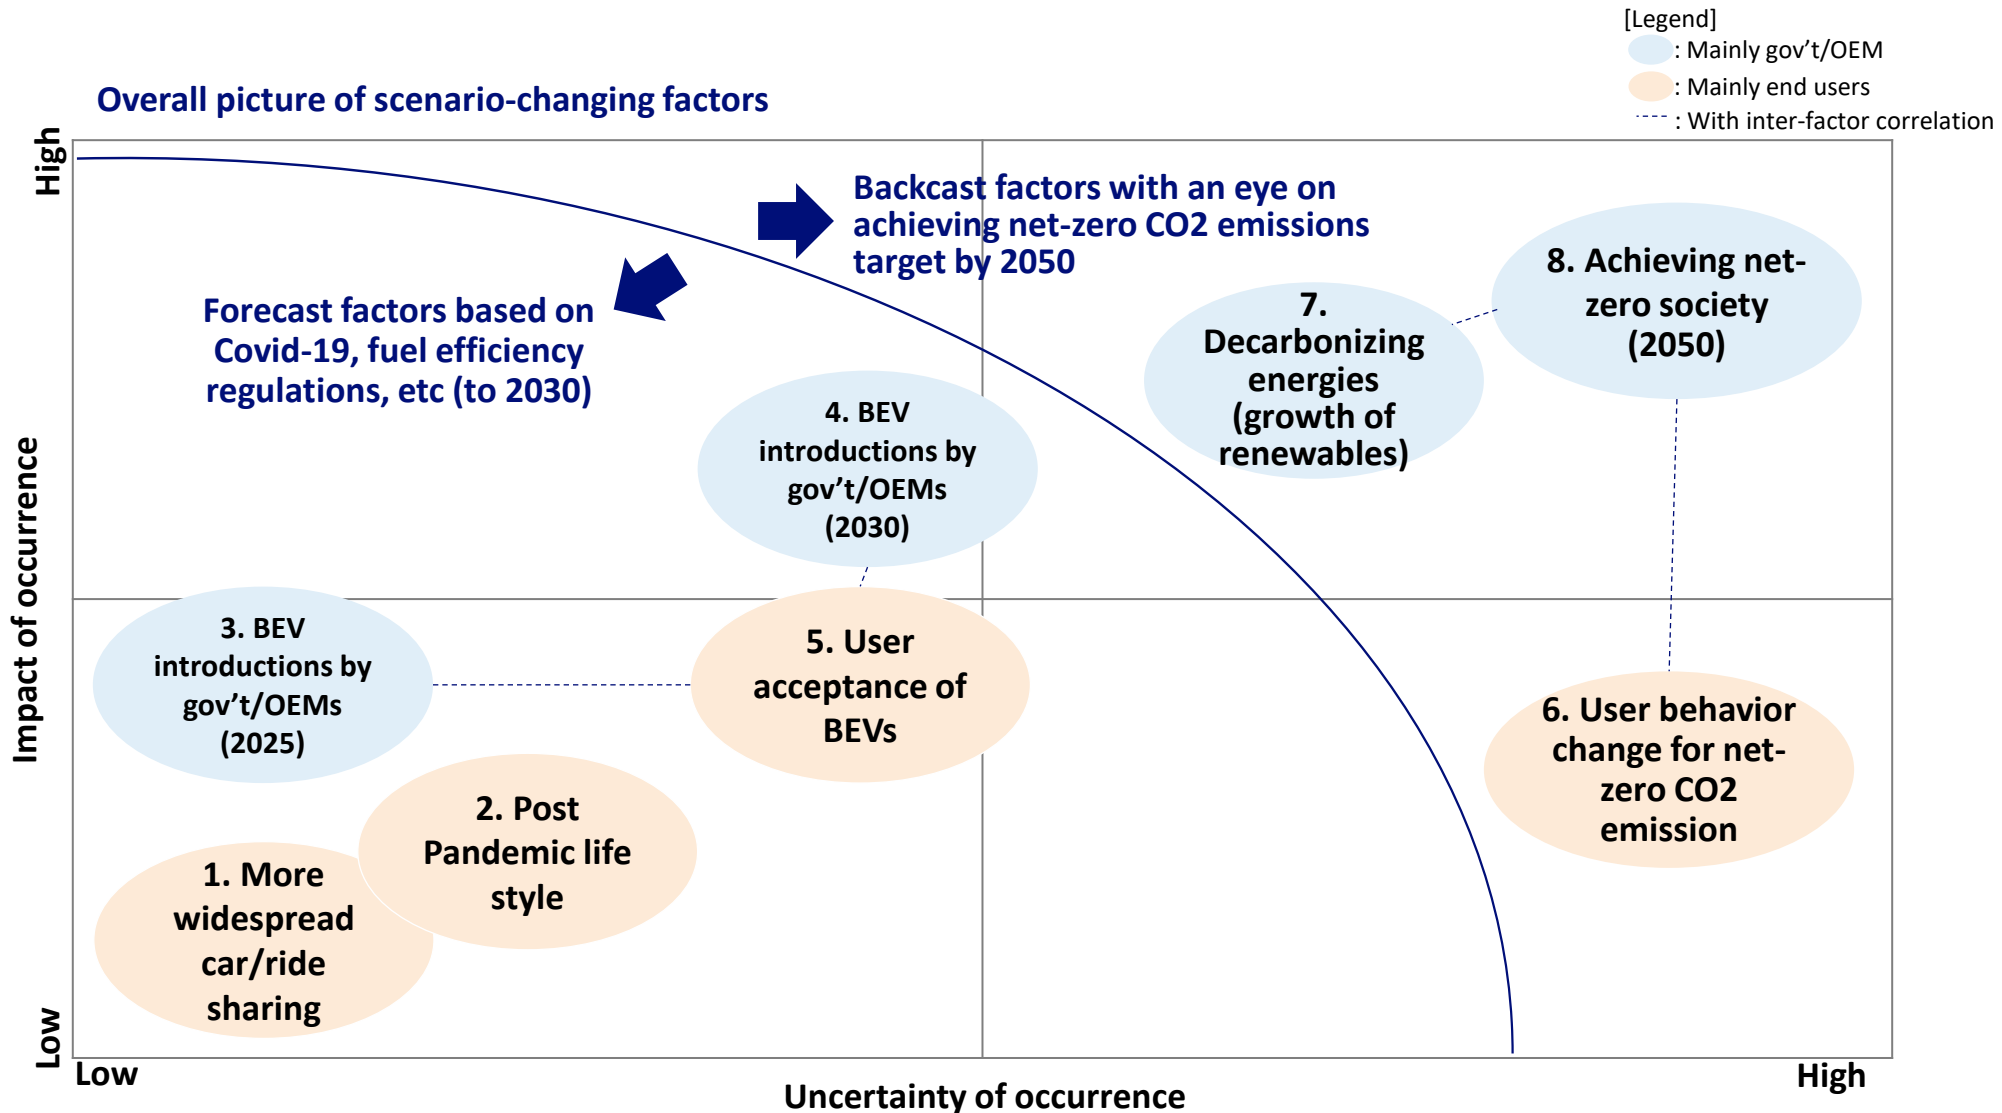 [Legend]
: Mainly gov't/OEM
: Mainly end users
: With inter-factor correlation
Overall picture of scenario-changing factors
High
Backcast factors with an eye on
achieving net-zero CO2 emissions
target by 2050
Forecast factors based on
Covid-19, fuel efficiency
regulations, etc (to 2030)
8. Achieving net-
zero society
(2050)
7.
Decarbonizing
energies
(growth of
renewables)
4. BEV
introductions by
gov't/OEMs
(2030)
Impact of occurrence
3. BEV
introductions by
gov't/OEMs
(2025)
5. User
acceptance of
BEVs
6. User behavior
change for net-
zero CO2
emission
2. Post
Pandemic life
style
1. More
widespread
car/ride
sharing
Low
Low
Uncertainty of occurrence
High